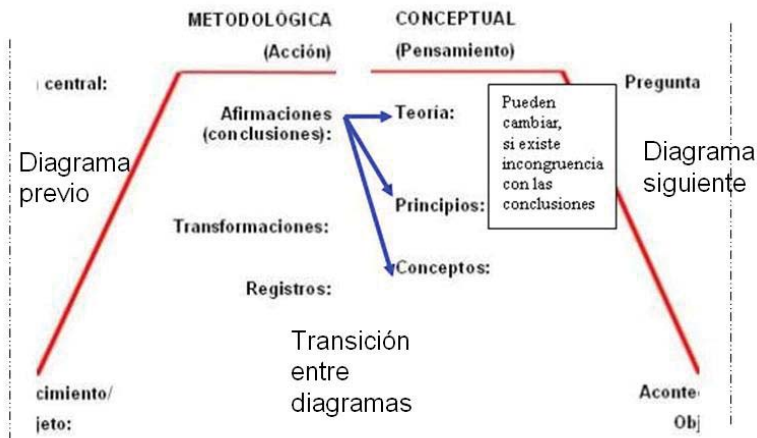 METODOLÓGICA
(Acción)
CONCEPTUAL
(Pensamiento)
central:
Pregunta
Afirmaciones
(conclusiones):
Teoría:
Pueden
cambiar,
si existe
incongruencia
con las
conclusiones
Diagrama
previo
Diagrama
siguiente
Principios:
Transformaciones:
Conceptos:
Registros:
Transición
entre
diagramas
cimiento/
jeto:
Aconte
Obj